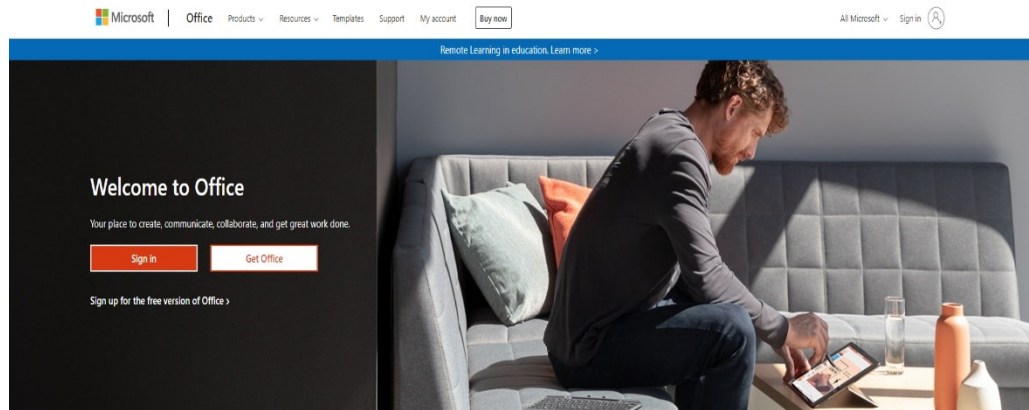 Microsoft Office Products Resources Templates Support My account Buy now All Microsoft Sign in
Remote Learning in education. Learn more >
Welcome to Office
Your place to create, communicate, collaborate, and get great work done.
Sign in Get Office
Sign up for the free version of Office >